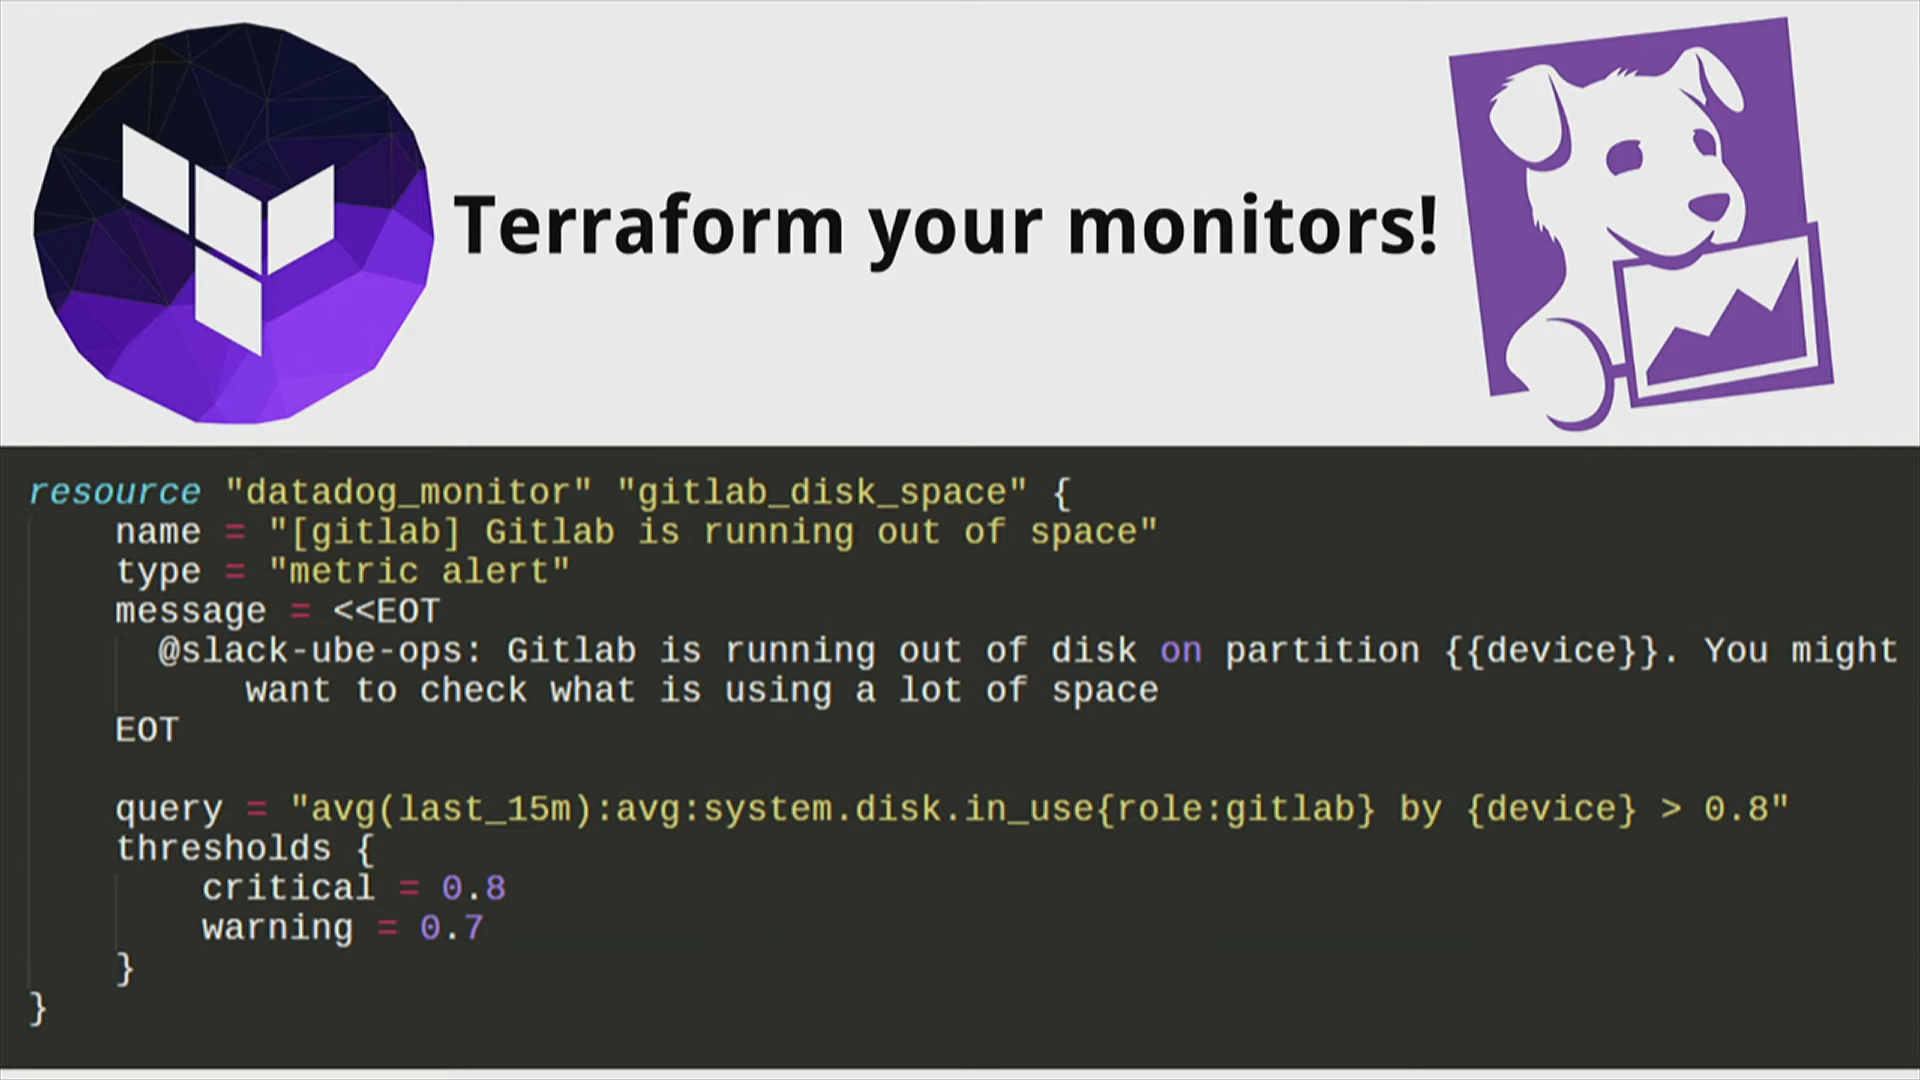 Terraform your monitors!
resource "datadog_monitor" "gitlab_disk_space" {
name = "[gitlab] Gitlab is running out of space"
type = "metric alert"
message = <<EOT
@slack-ube-ops: Gitlab is running out of disk on partition {{device}}. You might
want to check what is using a lot of space
EOT
query = "avg(last_15m):avg:system.disk.in_use{role:gitlab} by {device} > 0.8"
thresholds {
critical = 0.8
warning = 0.7
}
}